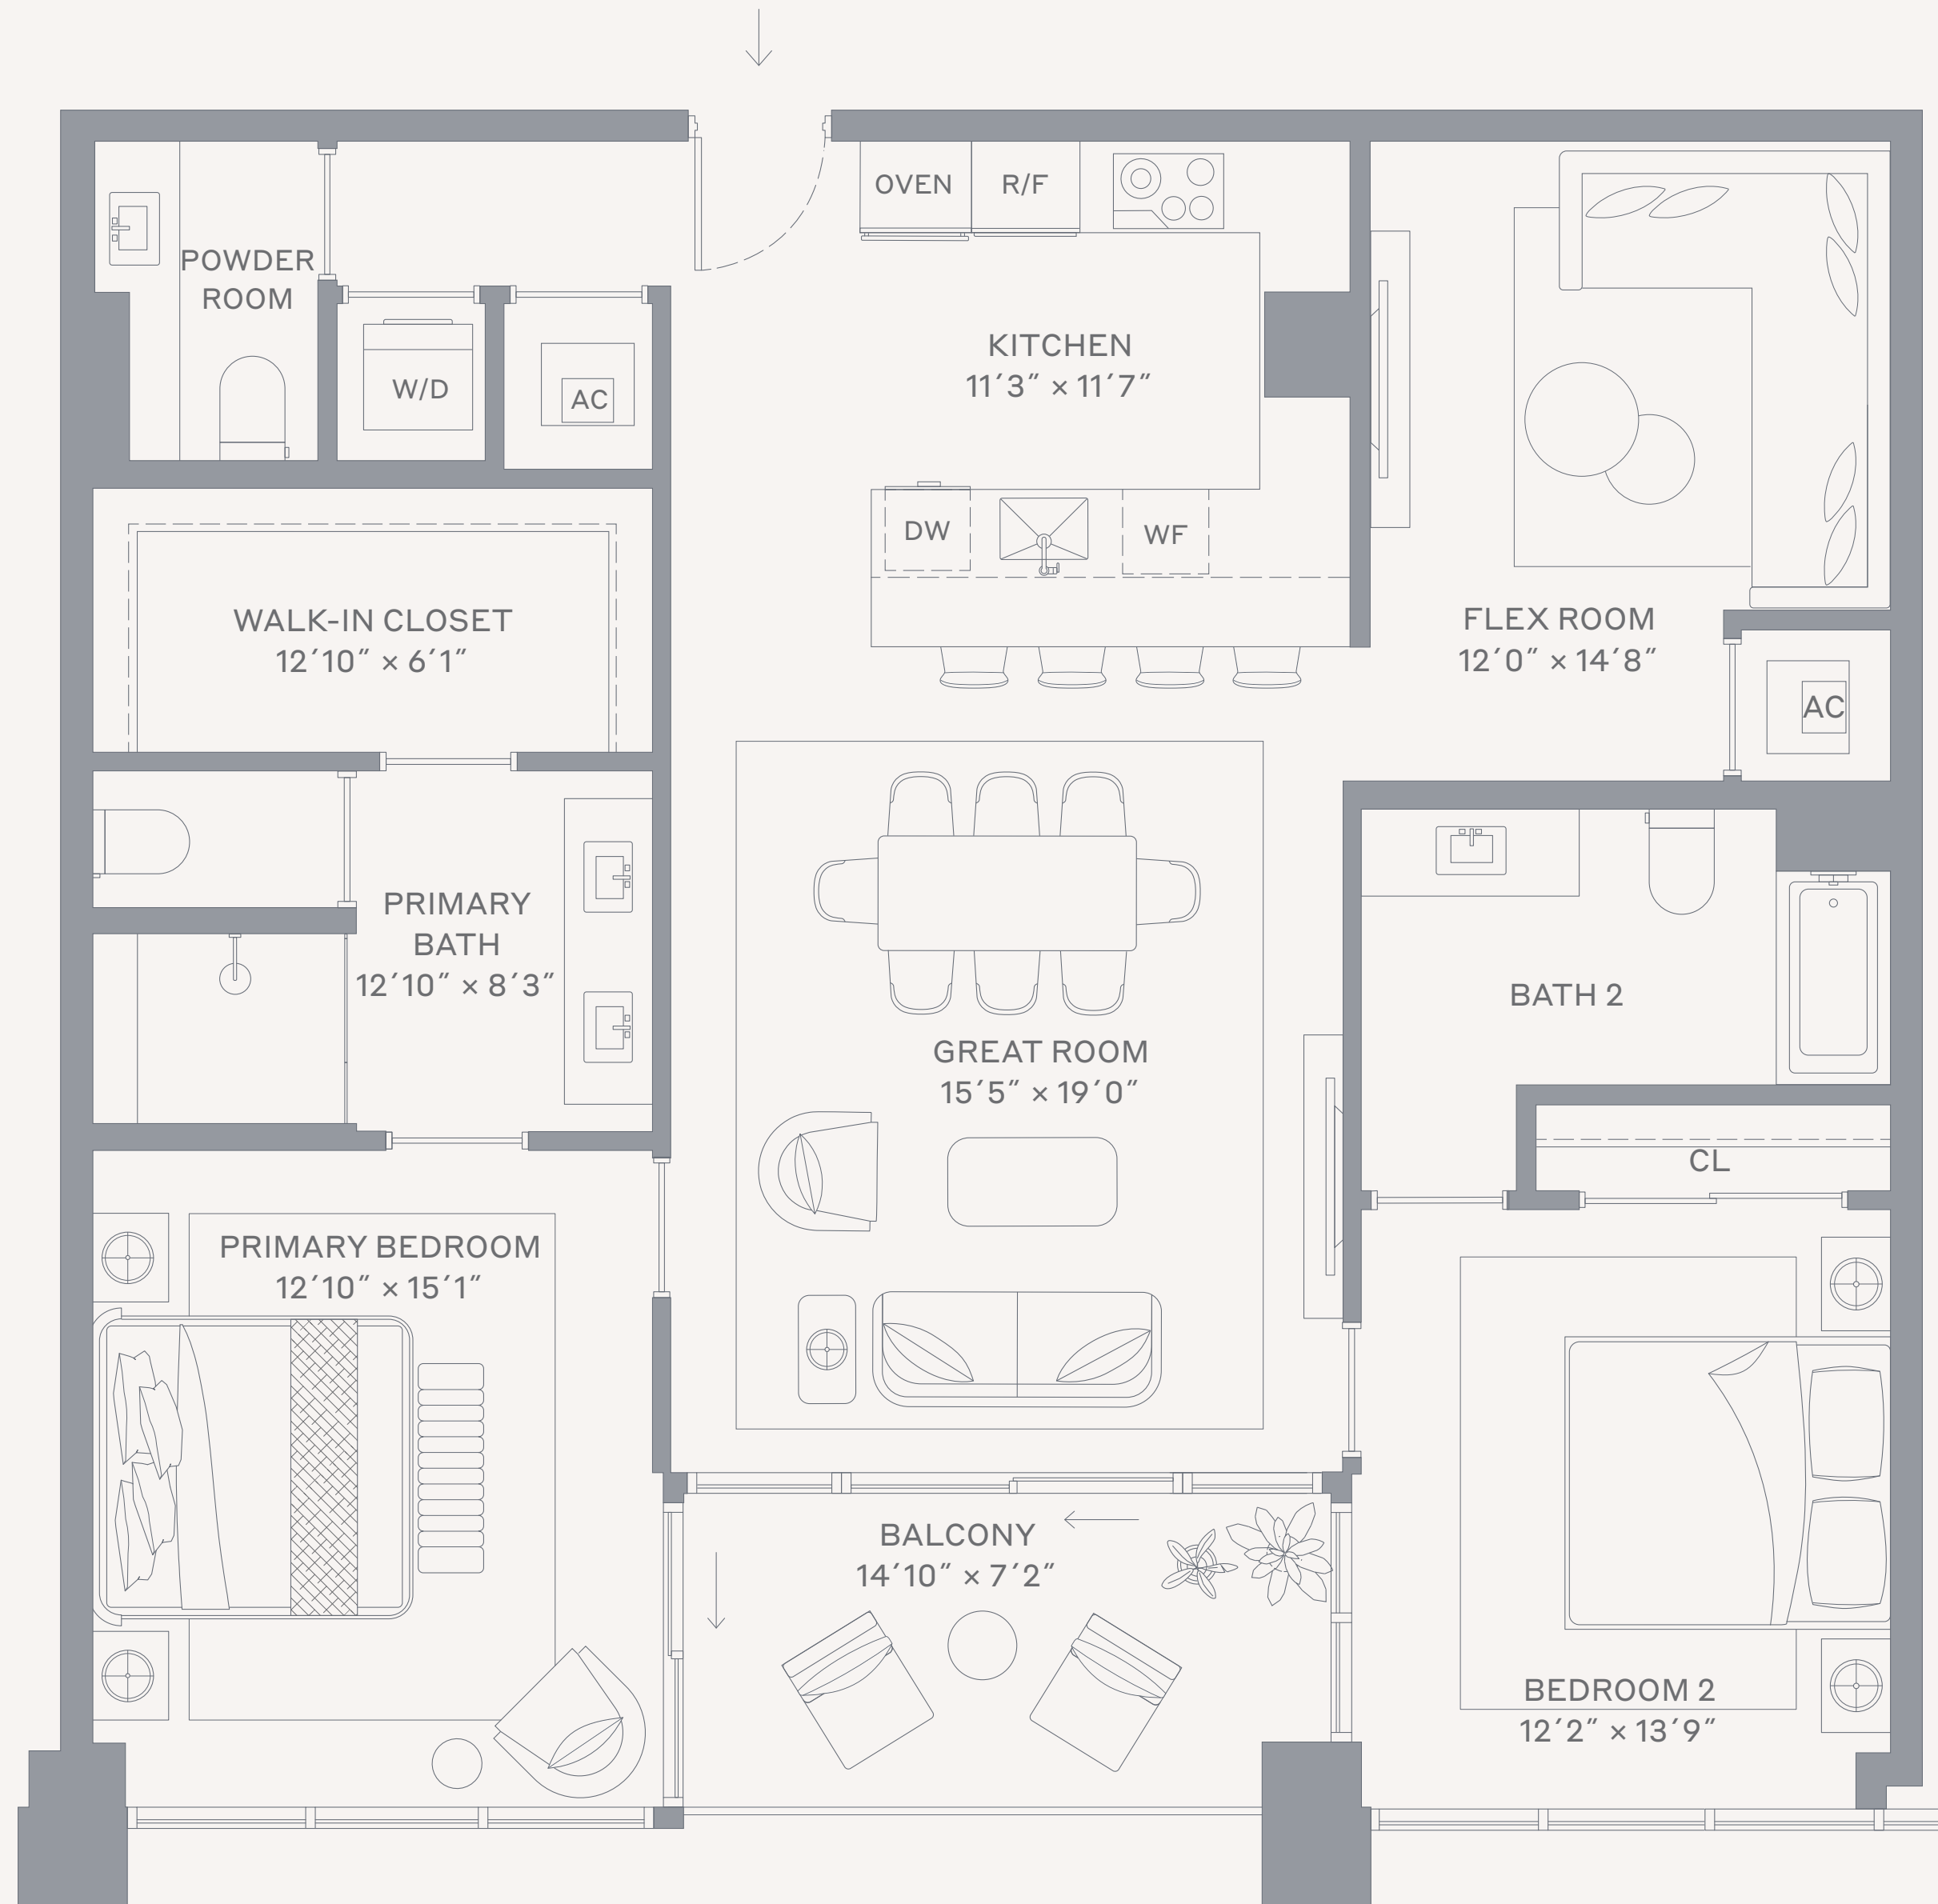 OVEN
R/F
POWDER
ROOM
W/D
AC
KITCHEN
11′3″ × 11′7″
DW
WF
WALK-IN CLOSET
12′10″ × 6′1″
FLEX ROOM
12′0″ × 14′8″
AC
PRIMARY
BATH
12′10″ × 8′3″
BATH 2
GREAT ROOM
15′5″ × 19′0″
CL
PRIMARY BEDROOM
12′10″ × 15′1″
BALCONY
14′10″ × 7′2″
BEDROOM 2
12′2″ × 13′9″